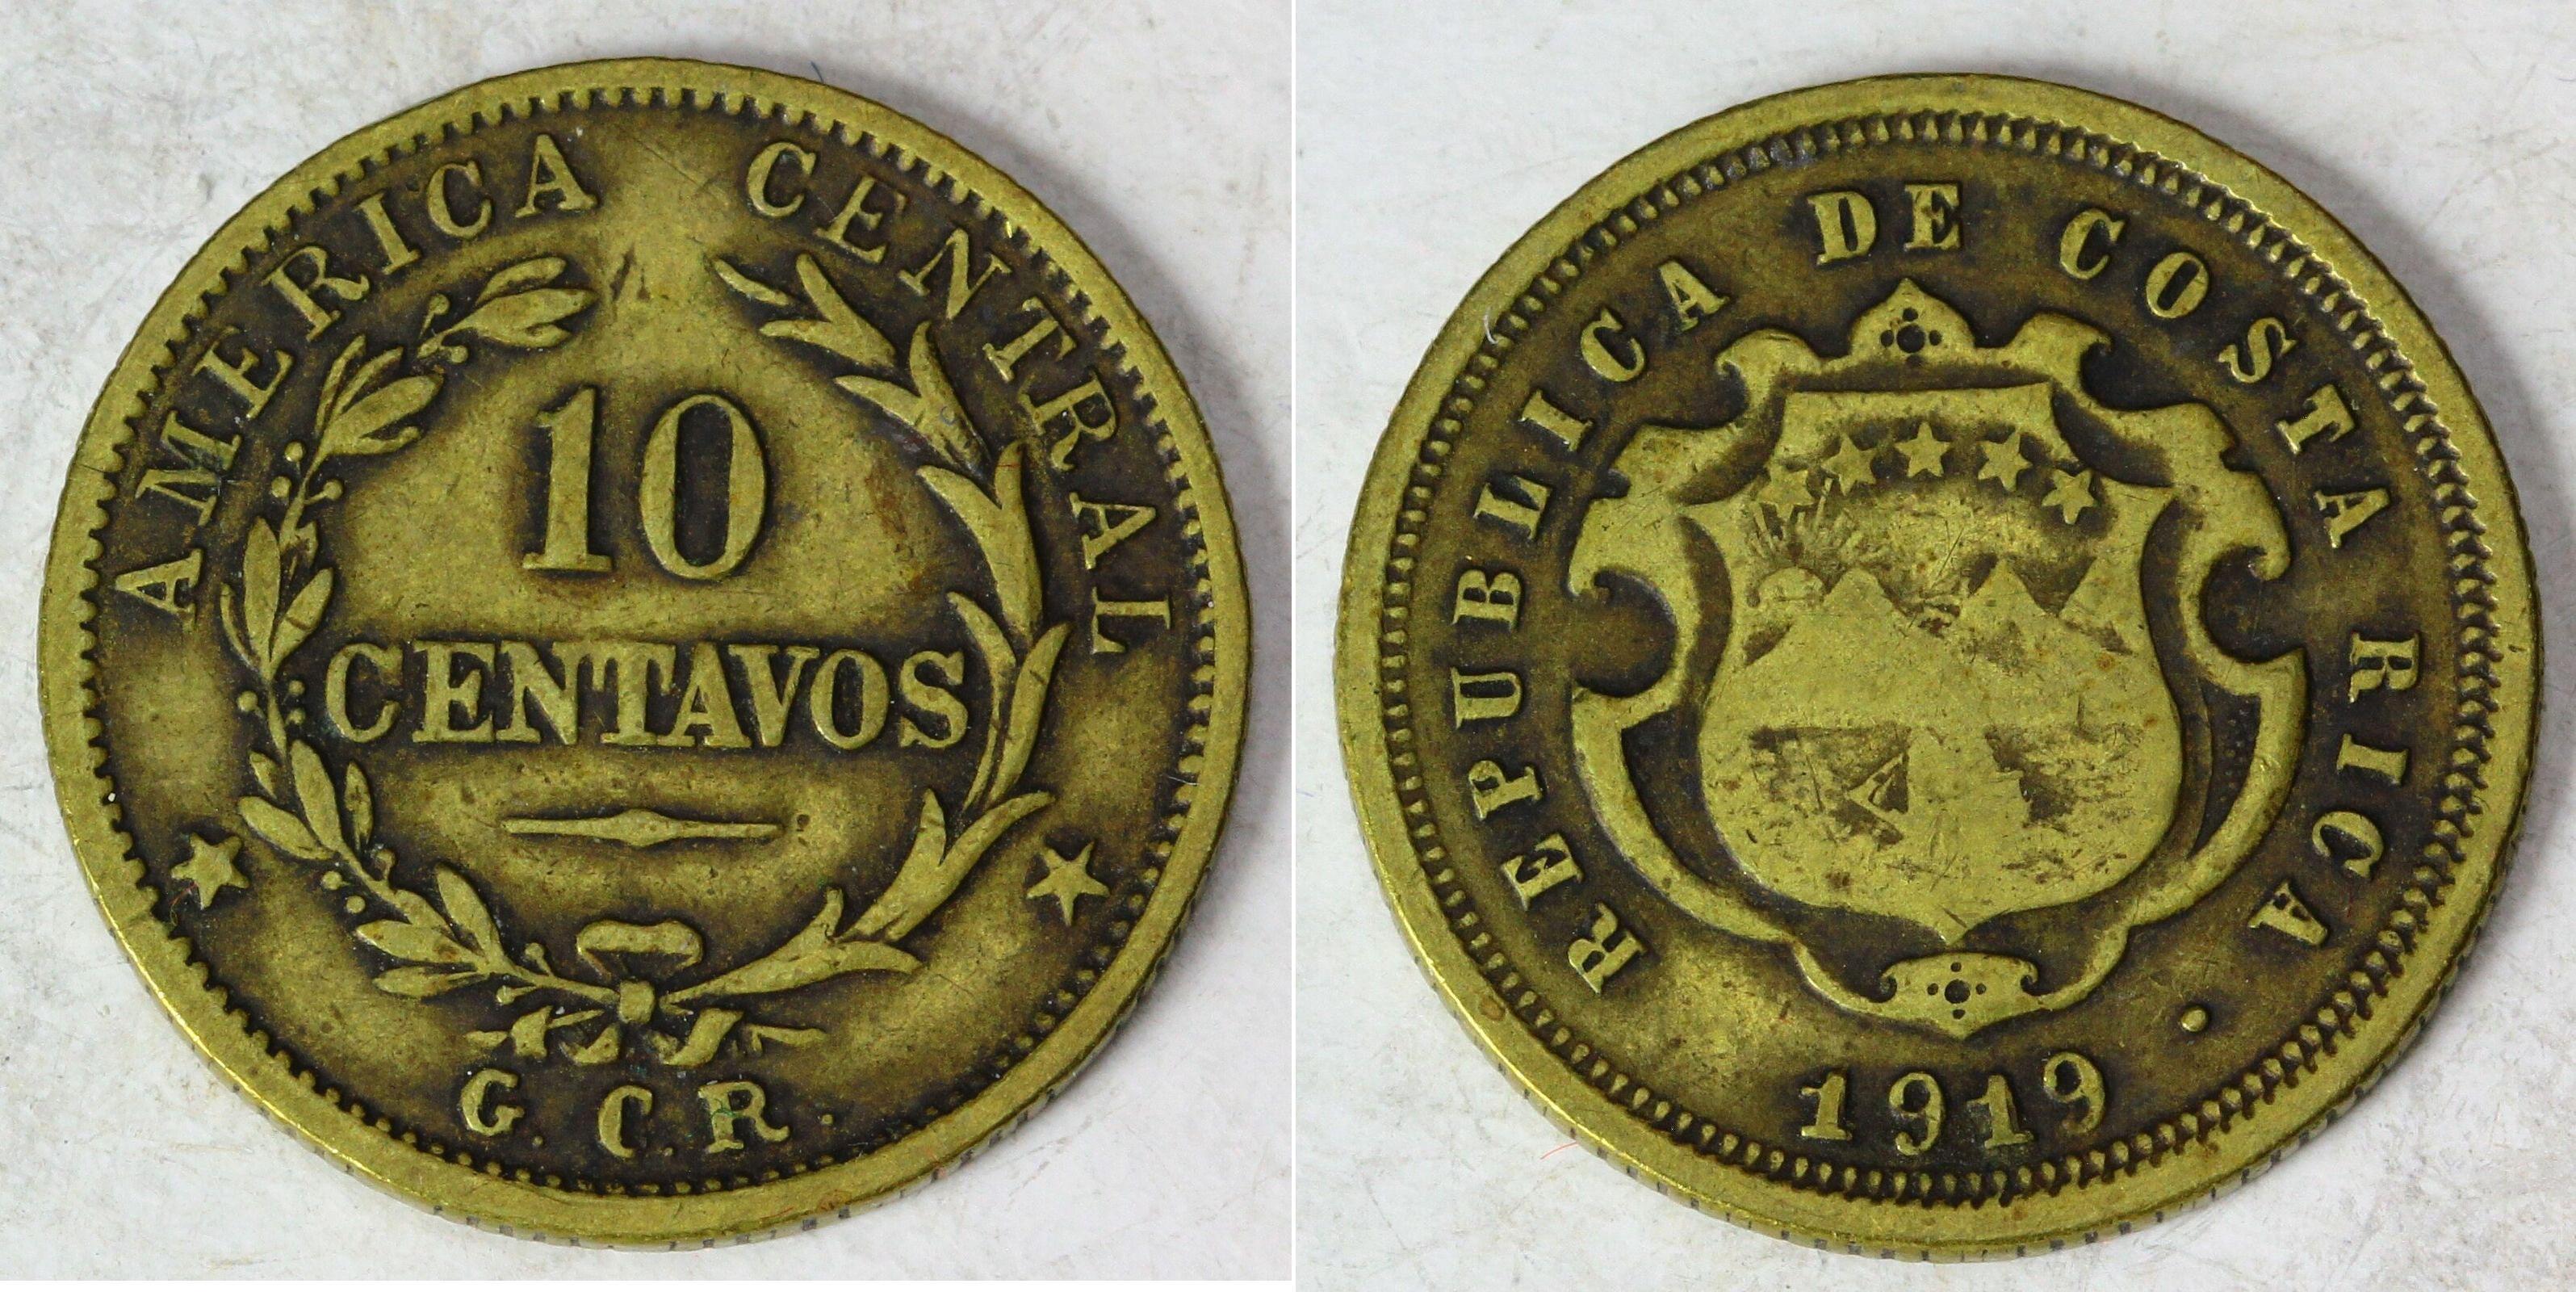 AMERICA CENTRAL
10
CENTAVOS
G. C. R.
REPUBLICA DE COSTA RICA
1919